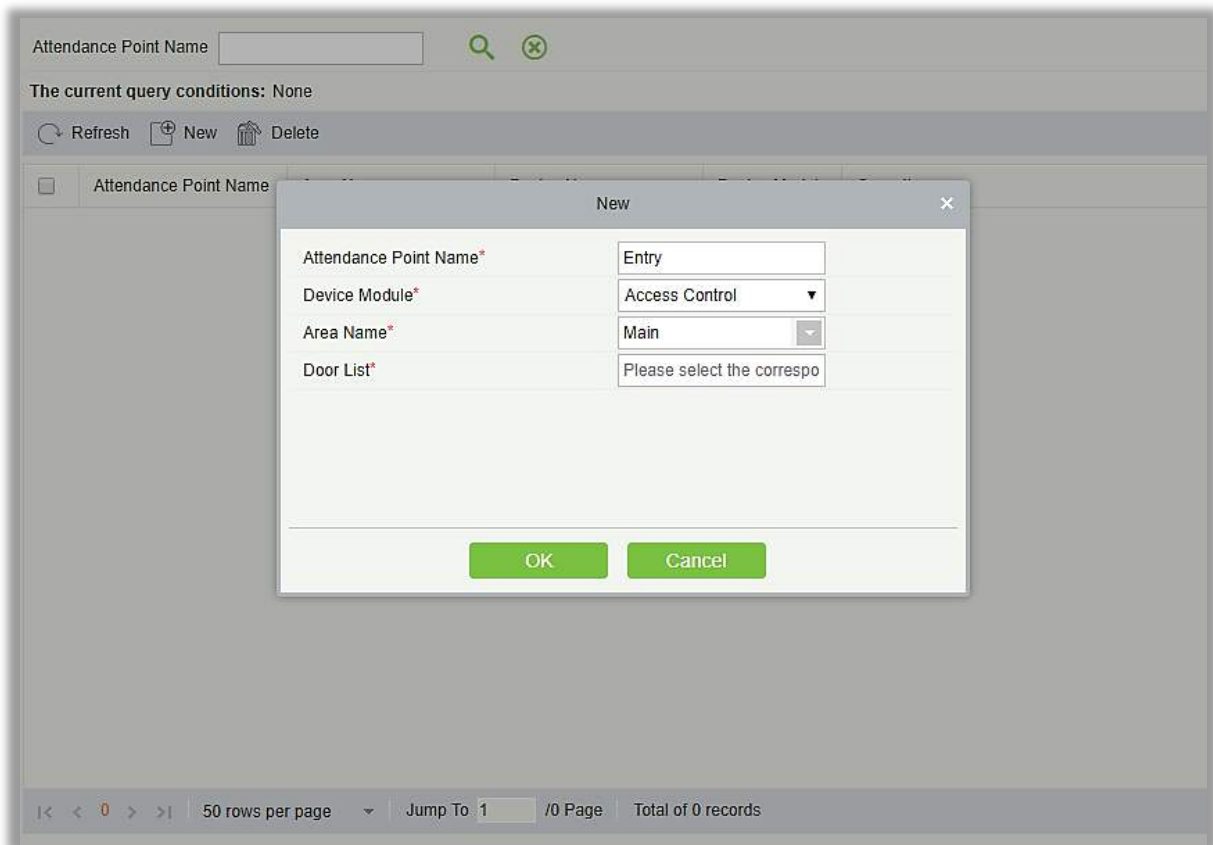 Attendance Point Name
The current query conditions: None
Refresh New Delete
Attendance Point Name
New
Attendance Point Name* Entry
Device Module* Access Control
Area Name* Main
Door List* Please select the correspo
OK Cancel
0 50 rows per page Jump To 1 /0 Page Total of 0 records